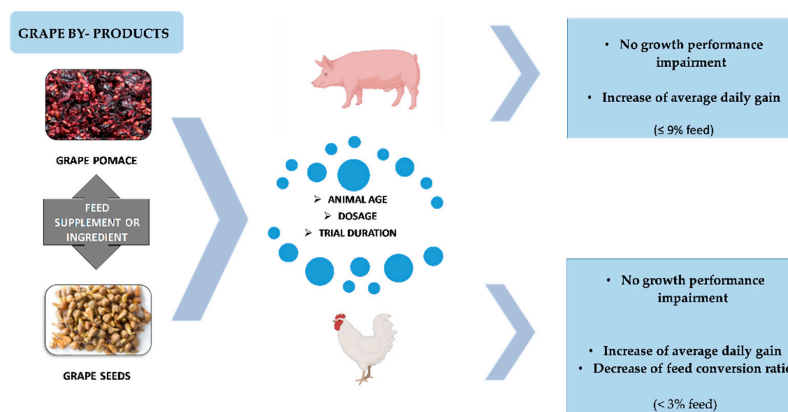 GRAPE BY- PRODUCTS
GRAPE POMACE
FEED
SUPPLEMENT OR
INGREDIENT
GRAPE SEEDS
➢ ANIMAL AGE
➢ DOSAGE
➢ TRIAL DURATION
• No growth performance
impairment
• Increase of average daily gain
(≤ 9% feed)
• No growth performance
impairment
• Increase of average daily gain
• Decrease of feed conversion ratio
(< 3% feed)